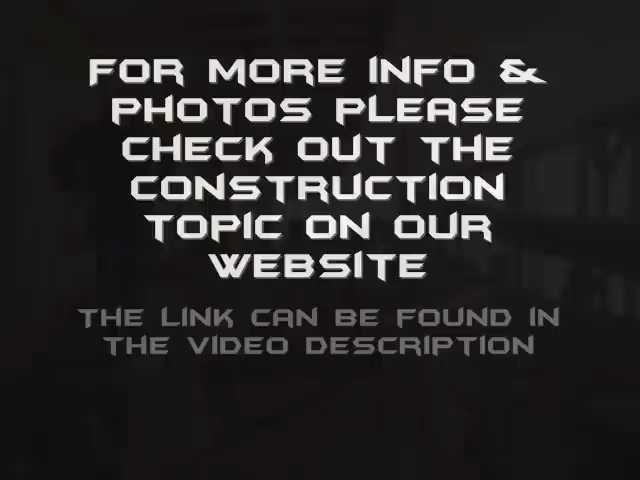 FOR MORE INFO &
PHOTOS PLEASE
CHECK OUT THE
CONSTRUCTION
TOPIC ON OUR
WEBSITE
THE LINK CAN BE FOUND IN
THE VIDEO DESCRIPTION